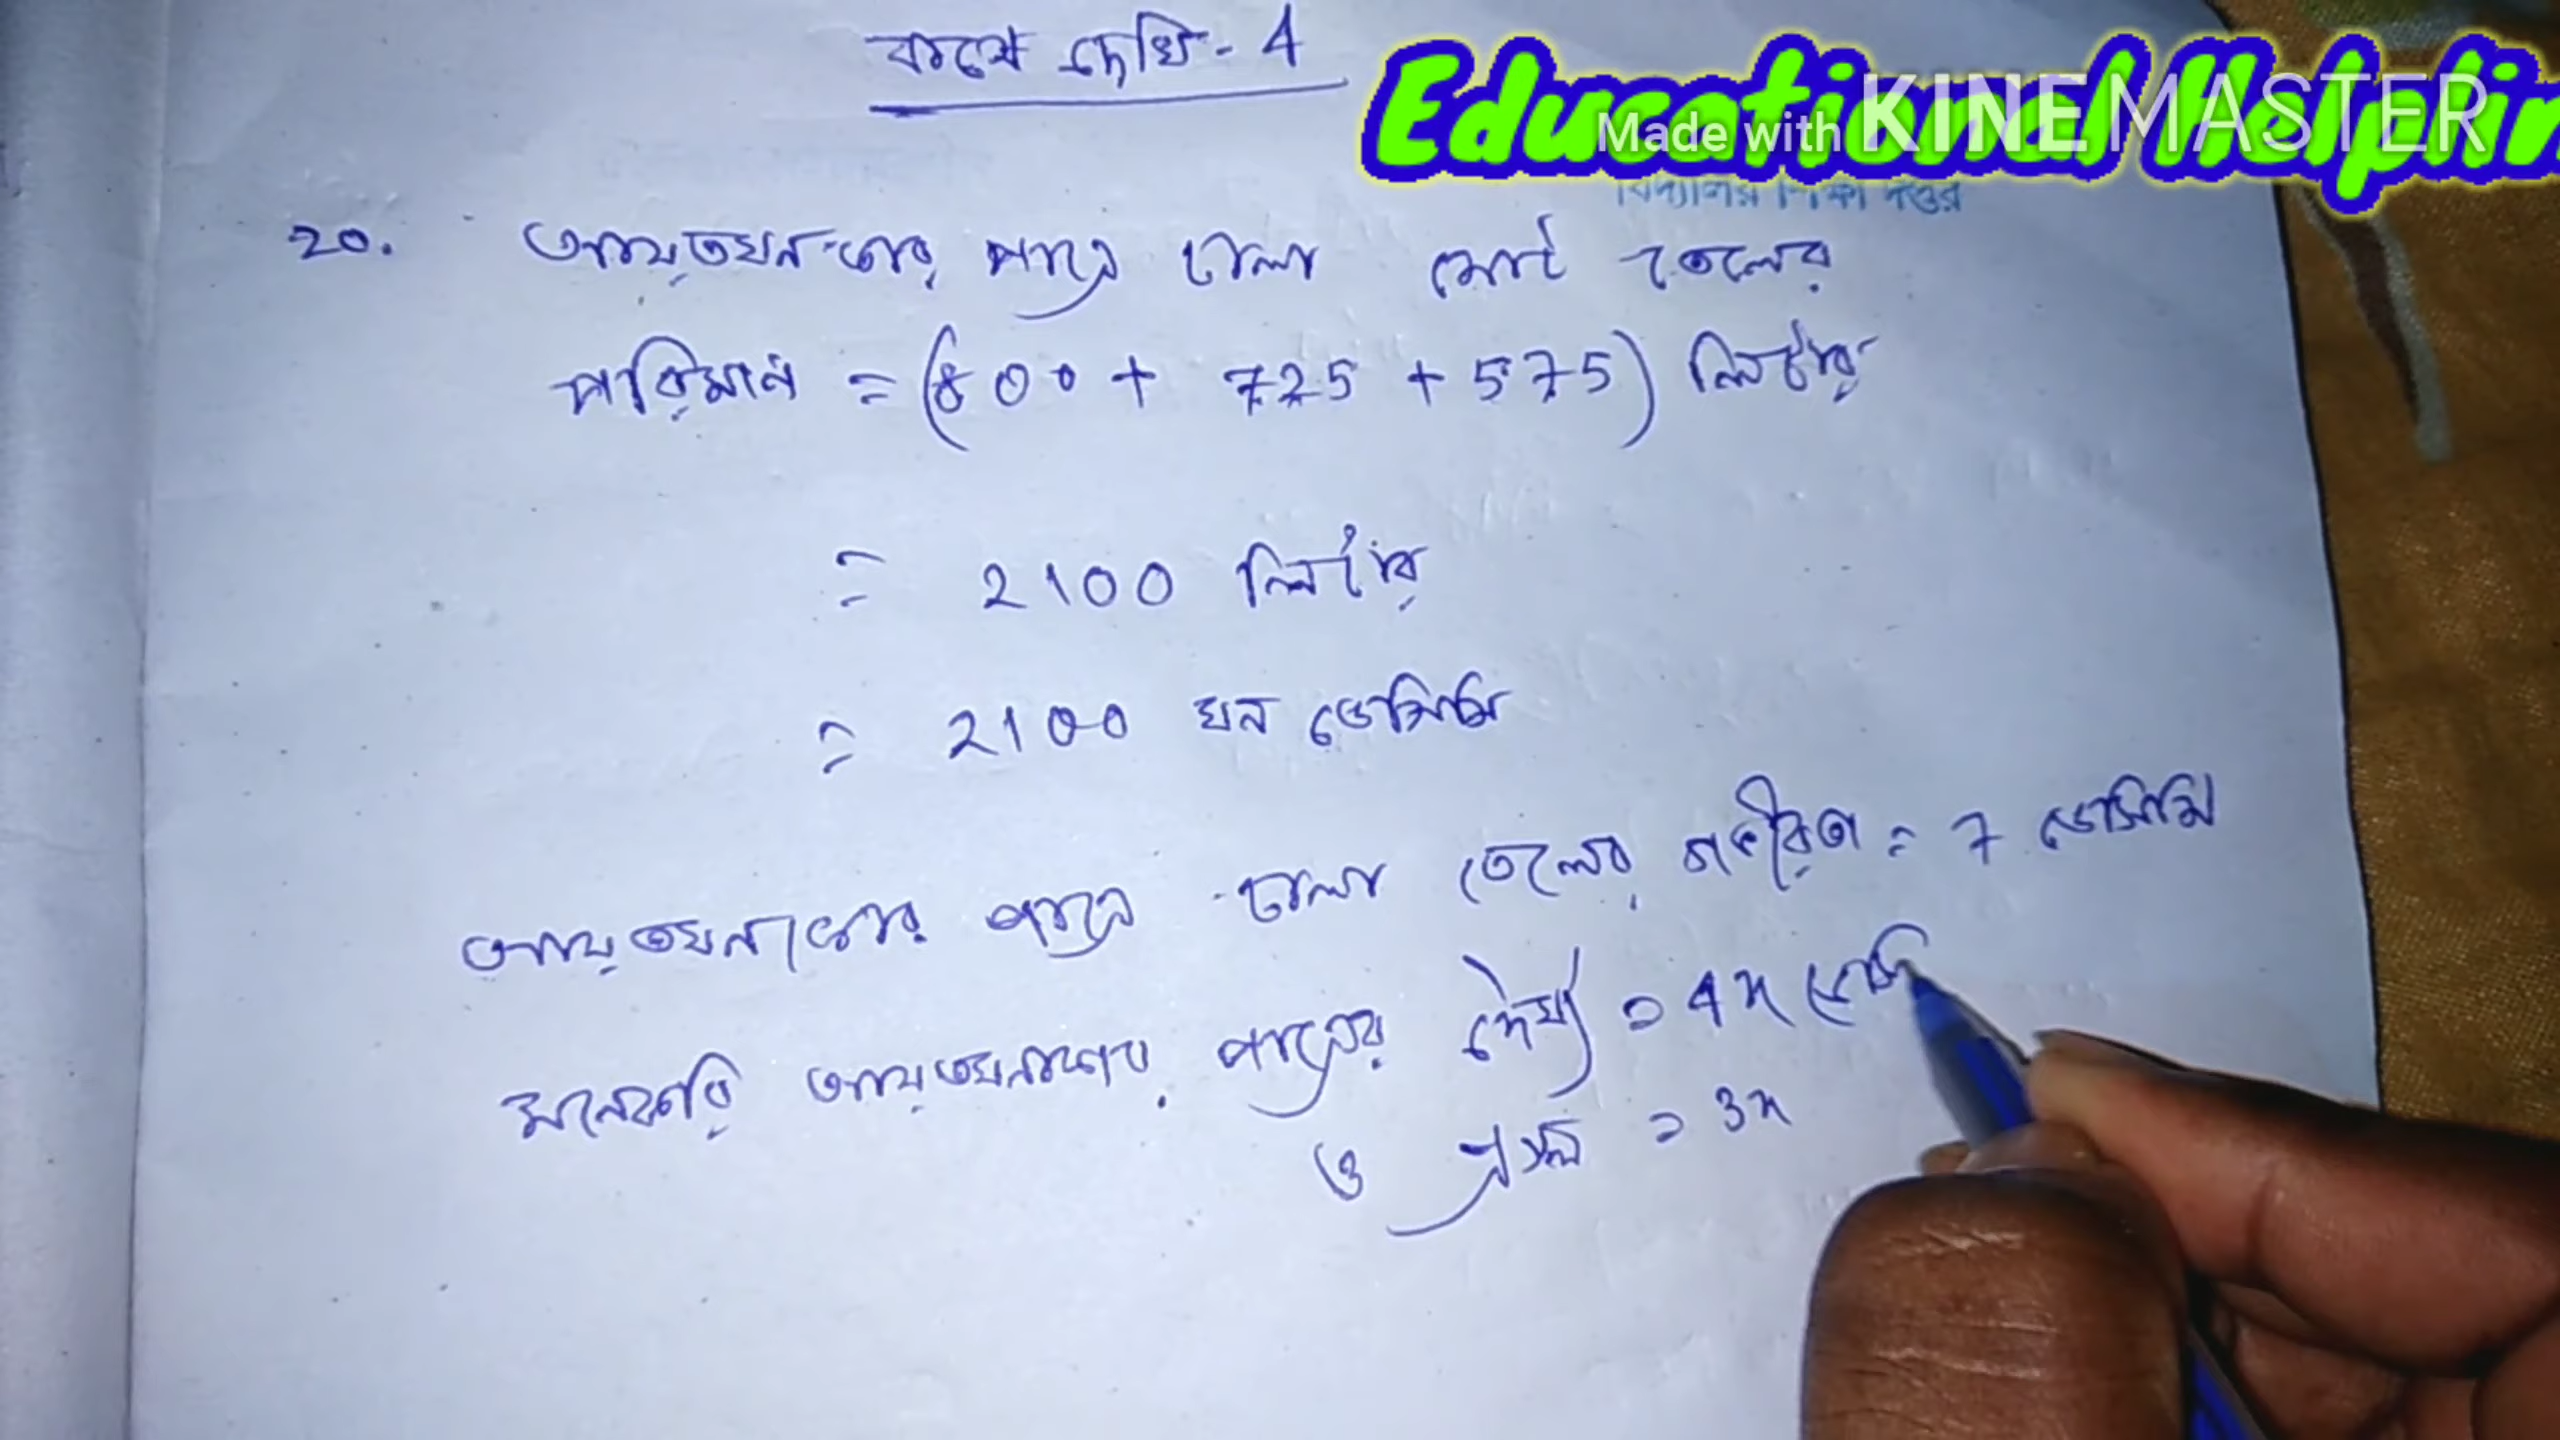 কষে দেখি - 4
Educational Helplin
Made with KINEMASTER
বিদ্যালয় শিক্ষা দপ্তর
20. আয়তঘনাকার পাত্রে ঢালা মোট তেলের
পরিমান = (800 + 725 + 575) লিটার
= 2100 লিটার
= 2100 ঘন ডেসিমি
আয়তঘনাকার পাত্রে ঢালা তেলের গভীরতা = 7 ডেসিমি
মনেকরি আয়তঘনাকার পাত্রের দৈর্ঘ্য = 4x ডেসি
ও প্রস্থ = 3x